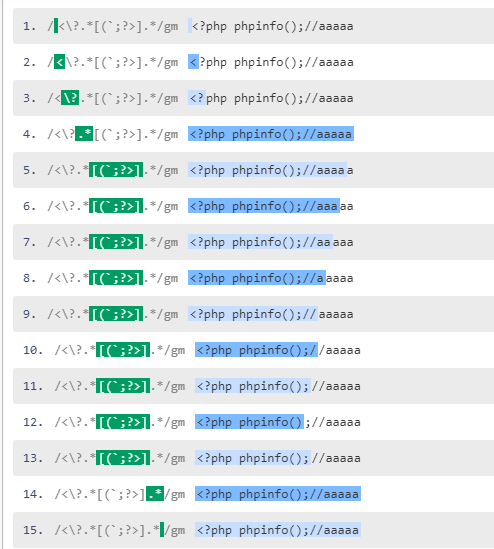 1. /<\?.*[(`;?>].*/gm <?php phpinfo();//aaaaa
2. /<\?.*[(`;?>].*/gm <?php phpinfo();//aaaaa
3. /<\?.*[(`;?>].*/gm <?php phpinfo();//aaaaa
4. /<\?.*[(`;?>].*/gm <?php phpinfo();//aaaaa
5. /<\?.*[(`;?>].*/gm <?php phpinfo();//aaaaa
6. /<\?.*[(`;?>].*/gm <?php phpinfo();//aaaaa
7. /<\?.*[(`;?>].*/gm <?php phpinfo();//aaaaa
8. /<\?.*[(`;?>].*/gm <?php phpinfo();//aaaaa
9. /<\?.*[(`;?>].*/gm <?php phpinfo();//aaaaa
10. /<\?.*[(`;?>].*/gm <?php phpinfo();//aaaaa
11. /<\?.*[(`;?>].*/gm <?php phpinfo();//aaaaa
12. /<\?.*[(`;?>].*/gm <?php phpinfo();//aaaaa
13. /<\?.*[(`;?>].*/gm <?php phpinfo();//aaaaa
14. /<\?.*[(`;?>].*/gm <?php phpinfo();//aaaaa
15. /<\?.*[(`;?>].*/gm <?php phpinfo();//aaaaa